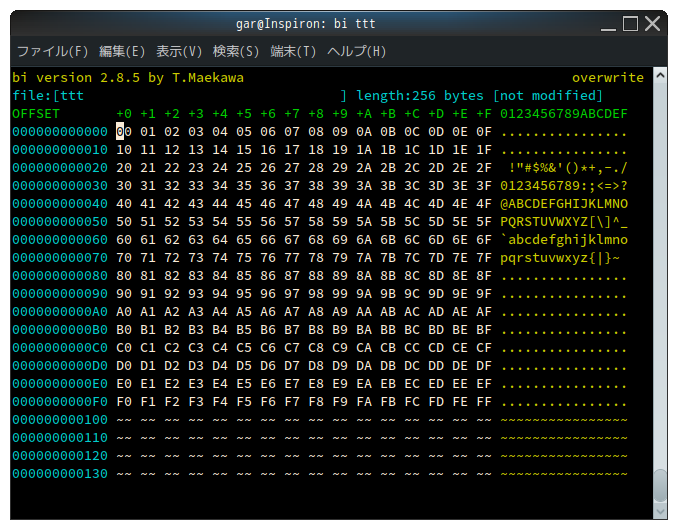 gar@Inspiron: bi ttt
ファイル(F) 編集(E) 表示(V) 検索(S) 端末(T) ヘルプ(H)
bi version 2.8.5 by T.Maekawa overwrite
file:[ttt ] length:256 bytes [not modified]
OFFSET +0 +1 +2 +3 +4 +5 +6 +7 +8 +9 +A +B +C +D +E +F 0123456789ABCDEF
000000000000 00 01 02 03 04 05 06 07 08 09 0A 0B 0C 0D 0E 0F ................
000000000010 10 11 12 13 14 15 16 17 18 19 1A 1B 1C 1D 1E 1F ................
000000000020 20 21 22 23 24 25 26 27 28 29 2A 2B 2C 2D 2E 2F  !"#$%&'()*+,-./
000000000030 30 31 32 33 34 35 36 37 38 39 3A 3B 3C 3D 3E 3F 0123456789:;<=>?
000000000040 40 41 42 43 44 45 46 47 48 49 4A 4B 4C 4D 4E 4F @ABCDEFGHIJKLMNO
000000000050 50 51 52 53 54 55 56 57 58 59 5A 5B 5C 5D 5E 5F PQRSTUVWXYZ[\]^_
000000000060 60 61 62 63 64 65 66 67 68 69 6A 6B 6C 6D 6E 6F `abcdefghijklmno
000000000070 70 71 72 73 74 75 76 77 78 79 7A 7B 7C 7D 7E 7F pqrstuvwxyz{|}~
000000000080 80 81 82 83 84 85 86 87 88 89 8A 8B 8C 8D 8E 8F ................
000000000090 90 91 92 93 94 95 96 97 98 99 9A 9B 9C 9D 9E 9F ................
0000000000A0 A0 A1 A2 A3 A4 A5 A6 A7 A8 A9 AA AB AC AD AE AF ................
0000000000B0 B0 B1 B2 B3 B4 B5 B6 B7 B8 B9 BA BB BC BD BE BF ................
0000000000C0 C0 C1 C2 C3 C4 C5 C6 C7 C8 C9 CA CB CC CD CE CF ................
0000000000D0 D0 D1 D2 D3 D4 D5 D6 D7 D8 D9 DA DB DC DD DE DF ................
0000000000E0 E0 E1 E2 E3 E4 E5 E6 E7 E8 E9 EA EB EC ED EE EF ................
0000000000F0 F0 F1 F2 F3 F4 F5 F6 F7 F8 F9 FA FB FC FD FE FF ................
000000000100 ~~ ~~ ~~ ~~ ~~ ~~ ~~ ~~ ~~ ~~ ~~ ~~ ~~ ~~ ~~ ~~ ~~~~~~~~~~~~~~~~
000000000110 ~~ ~~ ~~ ~~ ~~ ~~ ~~ ~~ ~~ ~~ ~~ ~~ ~~ ~~ ~~ ~~ ~~~~~~~~~~~~~~~~
000000000120 ~~ ~~ ~~ ~~ ~~ ~~ ~~ ~~ ~~ ~~ ~~ ~~ ~~ ~~ ~~ ~~ ~~~~~~~~~~~~~~~~
000000000130 ~~ ~~ ~~ ~~ ~~ ~~ ~~ ~~ ~~ ~~ ~~ ~~ ~~ ~~ ~~ ~~ ~~~~~~~~~~~~~~~~